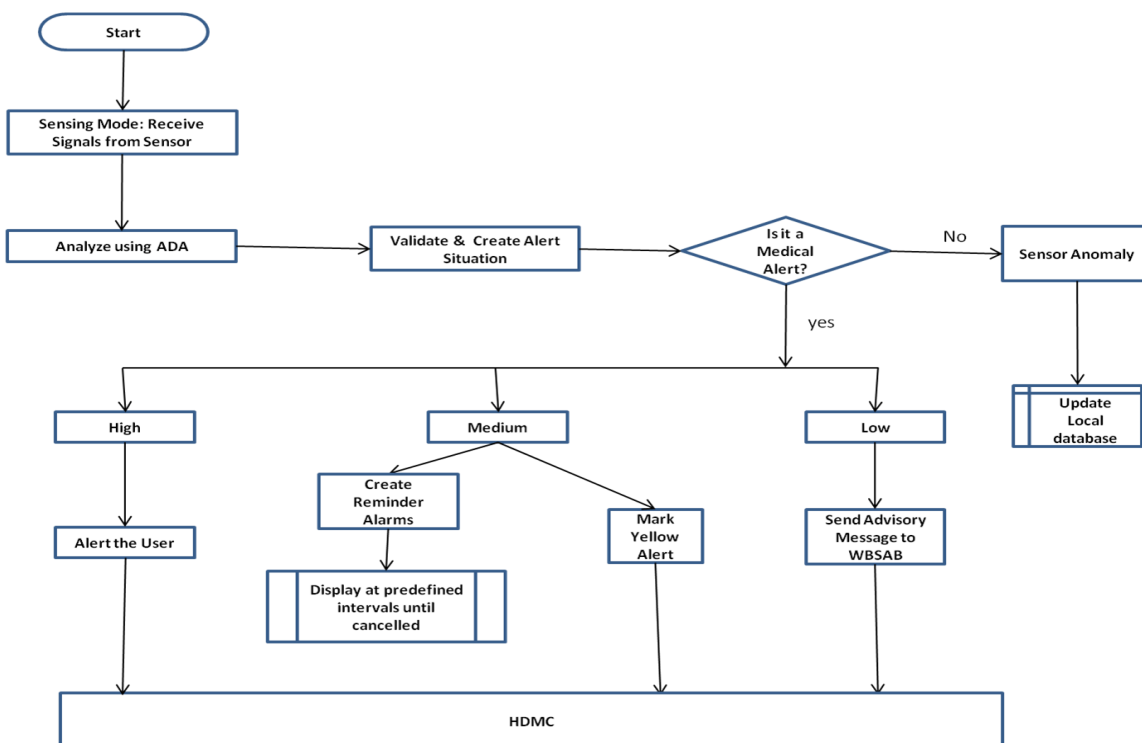 Start
Sensing Mode: Receive
Signals from Sensor
Analyze using ADA
Validate & Create Alert
Situation
Is it a
Medical
Alert?
No
Sensor Anomaly
yes
Update
Local
database
High
Medium
Low
Create
Reminder
Alarms
Alert the User
Mark
Yellow
Alert
Send Advisory
Message to
WBSAB
Display at predefined
intervals until
cancelled
HDMC